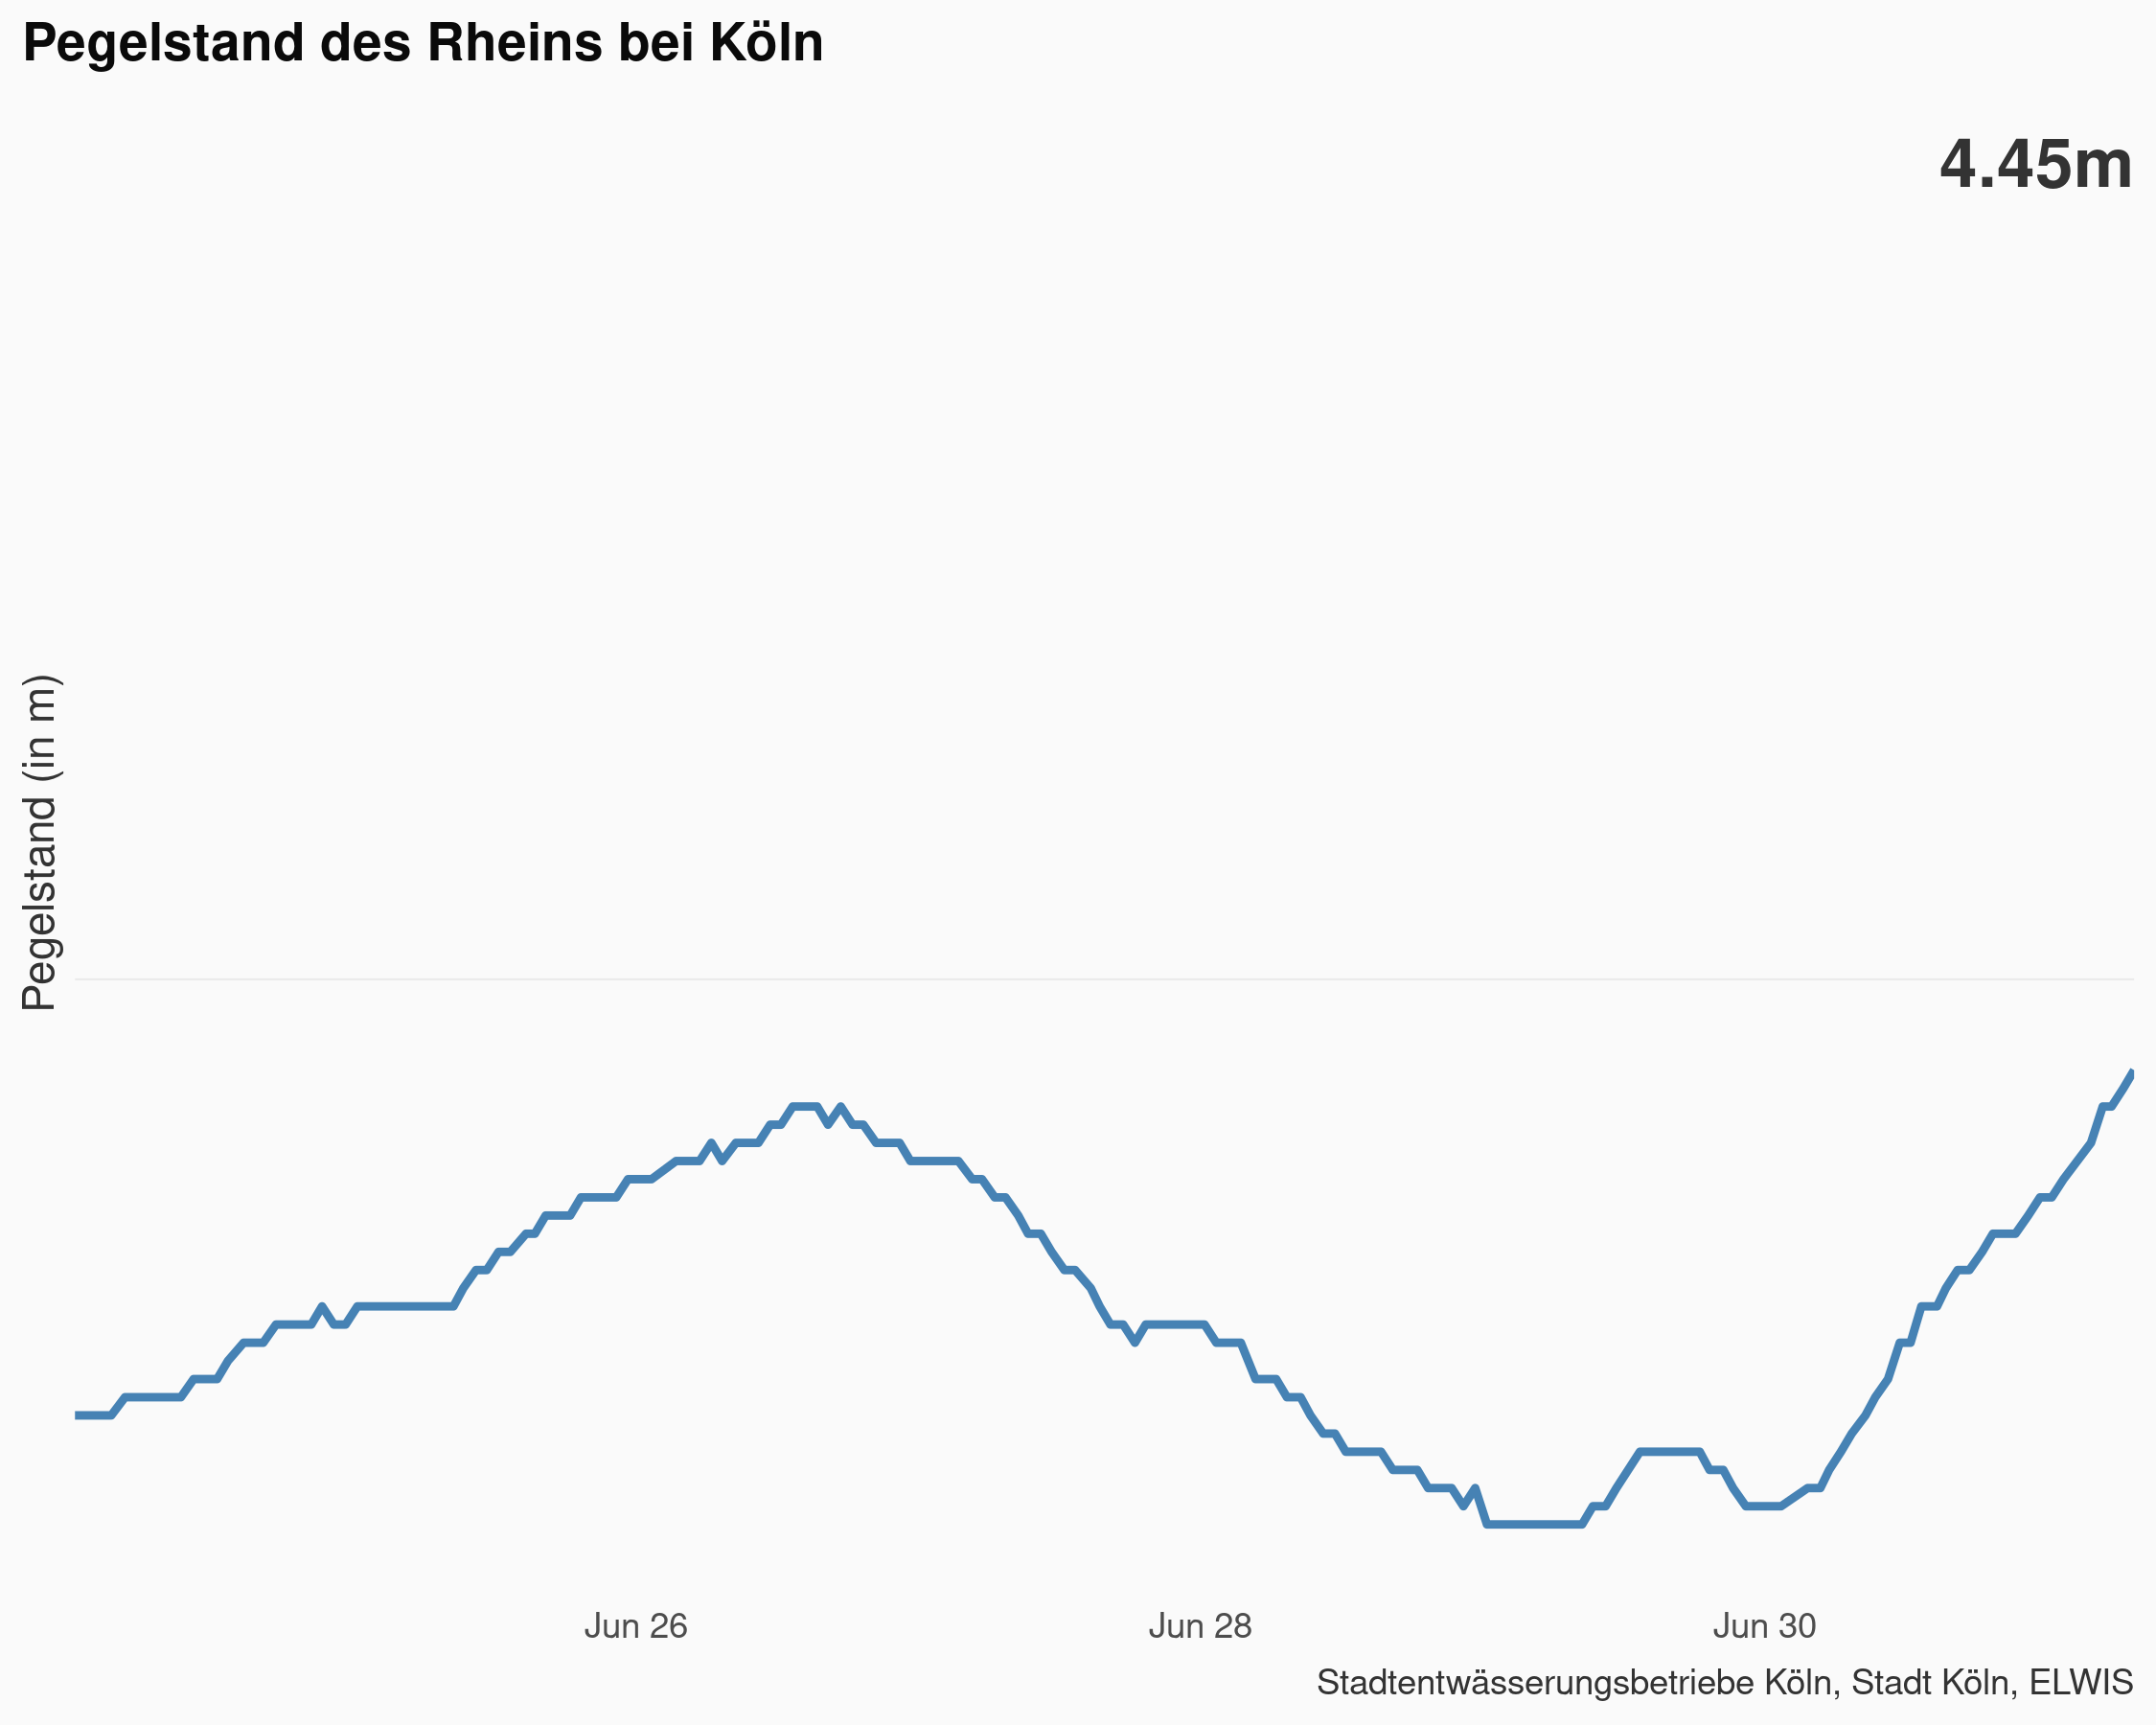 Pegelstand des Rheins bei Köln
4.45m
Pegelstand (in m)
Jun 26
Jun 28
Jun 30
Stadtentwässerungsbetriebe Köln, Stadt Köln, ELWIS